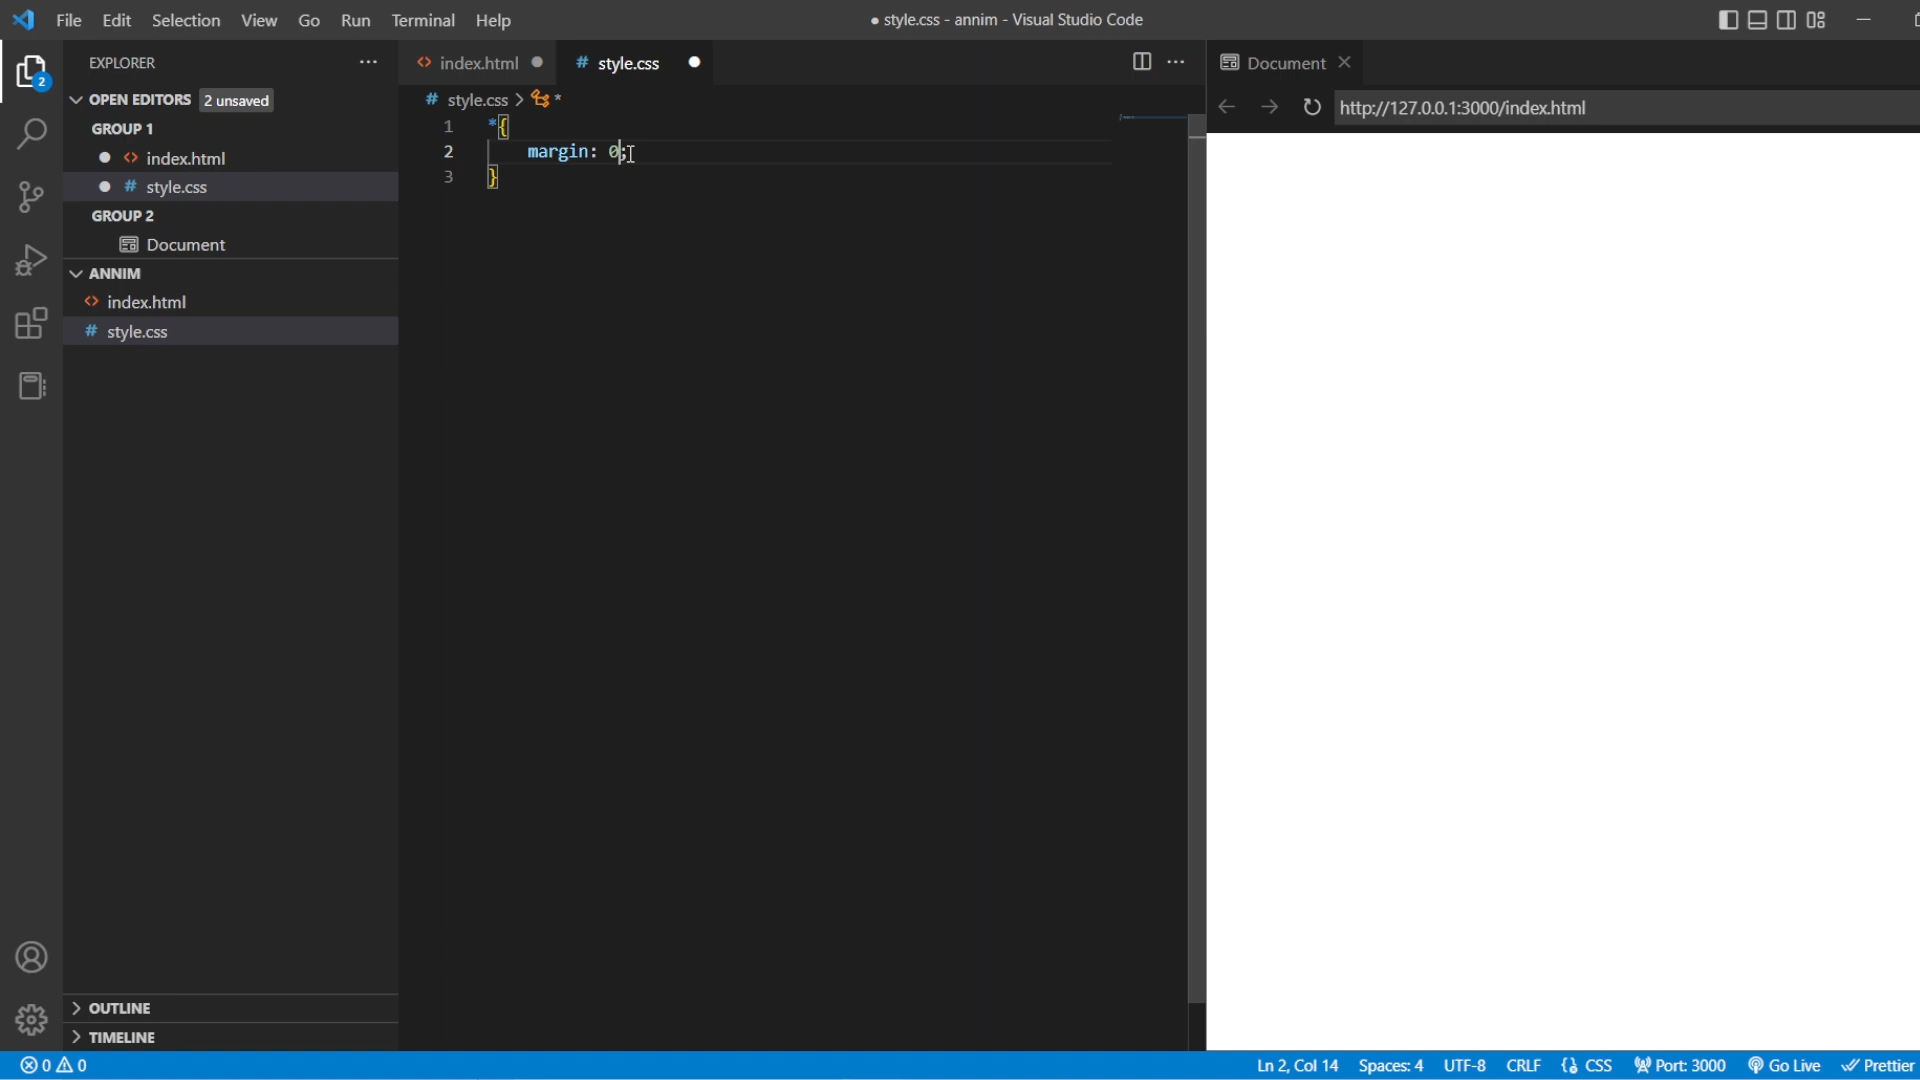 File Edit Selection View Go Run Terminal Help
● style.css - annim - Visual Studio Code
EXPLORER ···
2
OPEN EDITORS 2 unsaved
GROUP 1
<> index.html
# style.css
GROUP 2
Document
ANNIM
<> index.html
# style.css
OUTLINE
TIMELINE
<> index.html ● # style.css ●
# style.css > *
1 *{
2 margin: 0;
3 }
Document
http://127.0.0.1:3000/index.html
0 0
Ln 2, Col 14 Spaces: 4 UTF-8 CRLF {} CSS Port: 3000 Go Live Prettier